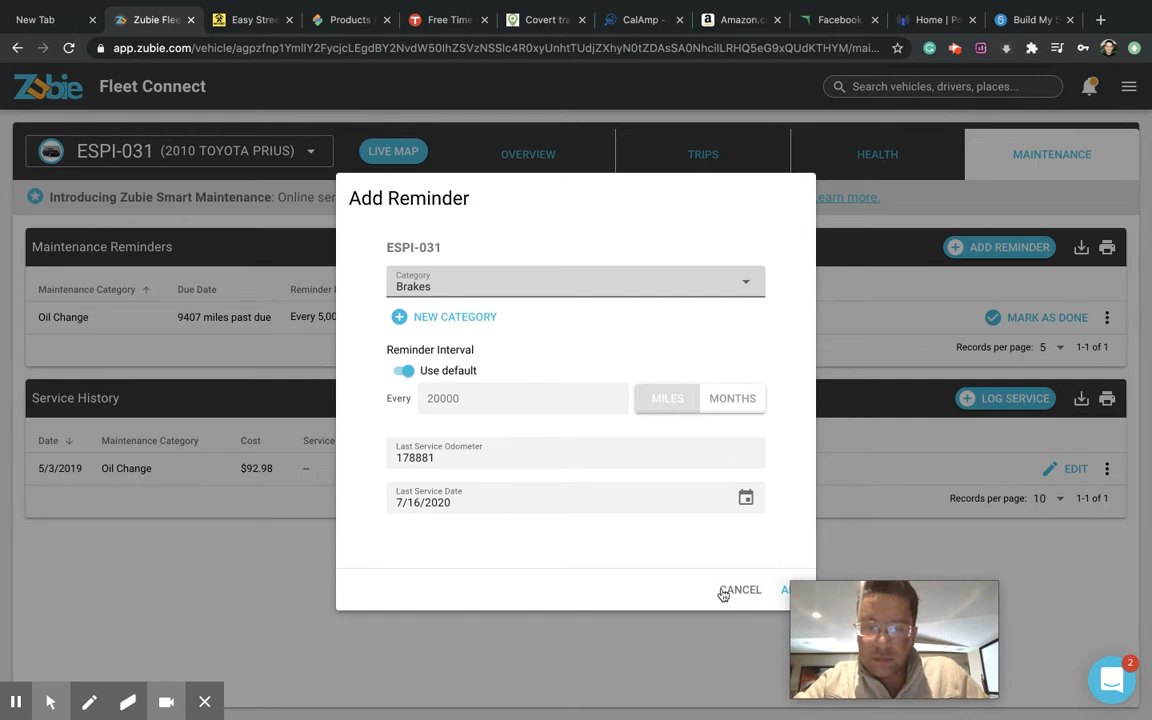 New Tab
Zubie Flee
Easy Stree
Products /
Free Time
Covert tra
CalAmp -
Amazon.c
Facebook
Home | Po
Build My S
app.zubie.com/vehicle/
Zubie
Fleet Connect
Search vehicles, drivers, places...
ESPI-031 (2010 TOYOTA PRIUS)
LIVE MAP
OVERVIEW
TRIPS
HEALTH
MAINTENANCE
Introducing Zubie Smart Maintenance: Online ser
earn more.
Maintenance Reminders
ADD REMINDER
Maintenance Category
Due Date
Reminder I
Oil Change
9407 miles past due
Every 5,00
MARK AS DONE
Records per page: 5
1-1 of 1
Service History
LOG SERVICE
Date
Maintenance Category
Cost
Service
5/3/2019
Oil Change
$92.98
--
EDIT
Records per page: 10
1-1 of 1
Add Reminder
ESPI-031
Category
Brakes
NEW CATEGORY
Reminder Interval
Use default
Every
20000
MILES
MONTHS
Last Service Odometer
178881
Last Service Date
7/16/2020
CANCEL
2